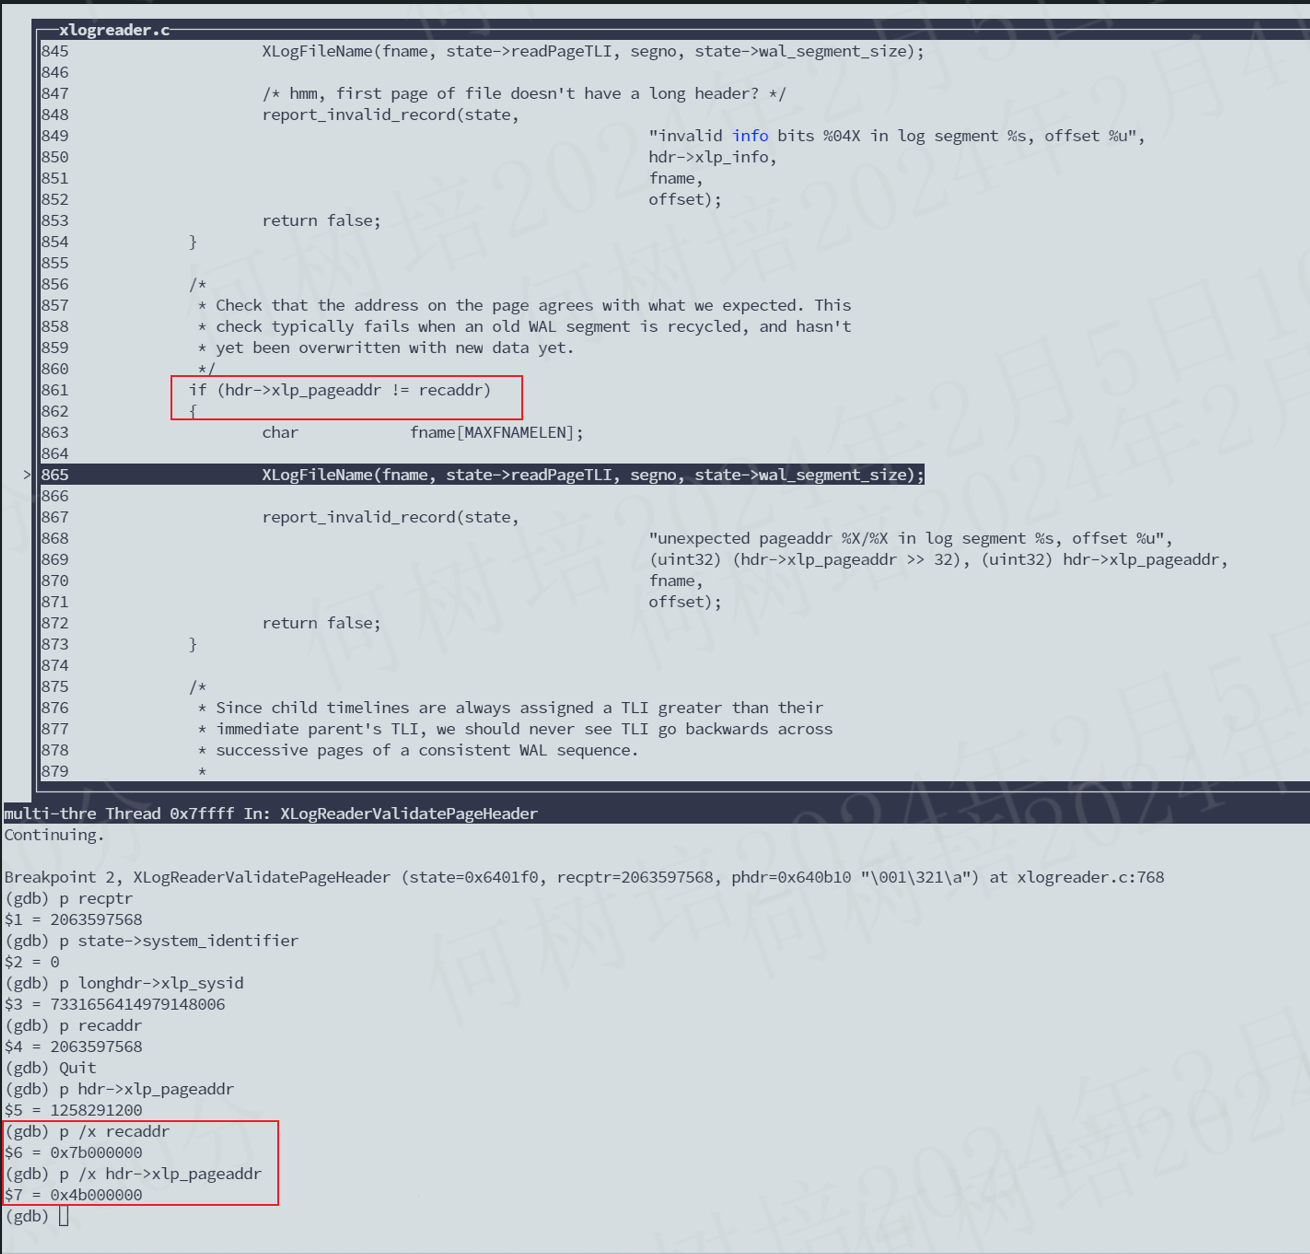 xlogreader.c
845 XLogFileName(fname, state->readPageTLI, segno, state->wal_segment_size);
846
847 /* hmm, first page of file doesn't have a long header? */
848 report_invalid_record(state,
849 "invalid info bits %04X in log segment %s, offset %u",
850 hdr->xlp_info,
851 fname,
852 offset);
853 return false;
854 }
855
856 /*
857 * Check that the address on the page agrees with what we expected. This
858 * check typically fails when an old WAL segment is recycled, and hasn't
859 * yet been overwritten with new data yet.
860 */
861 if (hdr->xlp_pageaddr != recaddr)
862 {
863 char fname[MAXFNAMELEN];
864
> 865 XLogFileName(fname, state->readPageTLI, segno, state->wal_segment_size);
866
867 report_invalid_record(state,
868 "unexpected pageaddr %X/%X in log segment %s, offset %u",
869 (uint32) (hdr->xlp_pageaddr >> 32), (uint32) hdr->xlp_pageaddr,
870 fname,
871 offset);
872 return false;
873 }
874
875 /*
876 * Since child timelines are always assigned a TLI greater than their
877 * immediate parent's TLI, we should never see TLI go backwards across
878 * successive pages of a consistent WAL sequence.
879 *
multi-thre Thread 0x7ffff In: XLogReaderValidatePageHeader
Continuing.
Breakpoint 2, XLogReaderValidatePageHeader (state=0x6401f0, recptr=2063597568, phdr=0x640b10 "\001\321\a") at xlogreader.c:768
(gdb) p recptr
$1 = 2063597568
(gdb) p state->system_identifier
$2 = 0
(gdb) p longhdr->xlp_sysid
$3 = 7331656414979148006
(gdb) p recaddr
$4 = 2063597568
(gdb) Quit
(gdb) p hdr->xlp_pageaddr
$5 = 1258291200
(gdb) p /x recaddr
$6 = 0x7b000000
(gdb) p /x hdr->xlp_pageaddr
$7 = 0x4b000000
(gdb)